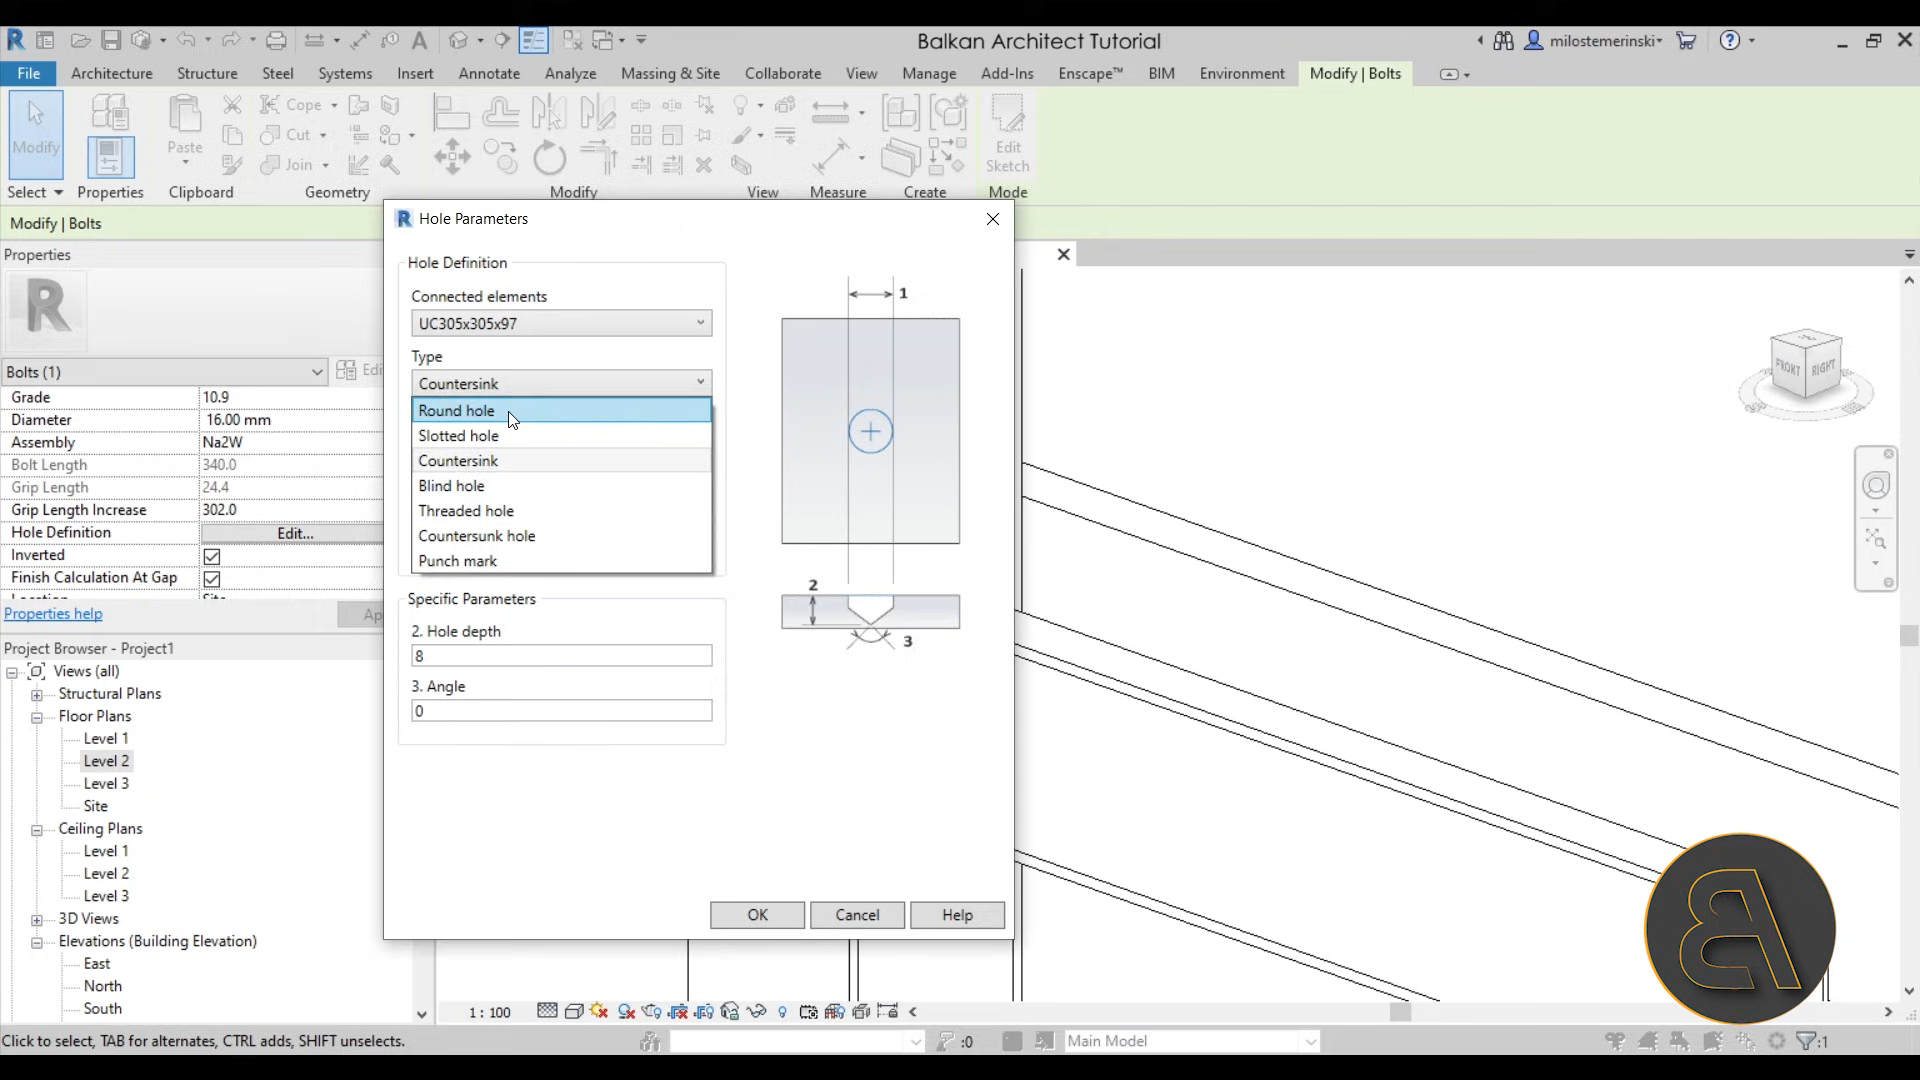 Balkan Architect Tutorial
milostemerinski
File
Architecture
Structure
Steel
Systems
Insert
Annotate
Analyze
Massing & Site
Collaborate
View
Manage
Add-Ins
Enscape™
BIM
Environment
Modify | Bolts
Modify
Paste
Cope
Cut
Join
Edit
Sketch
Select
Properties
Clipboard
Geometry
Modify
View
Measure
Create
Mode
Modify | Bolts
Properties
Bolts (1)
Edi
Grade
10.9
Diameter
16.00 mm
Assembly
Na2W
Bolt Length
340.0
Grip Length
24.4
Grip Length Increase
302.0
Hole Definition
Edit...
Inverted
Finish Calculation At Gap
Properties help
Ap
Project Browser - Project1
Views (all)
Structural Plans
Floor Plans
Level 1
Level 2
Level 3
Site
Ceiling Plans
Level 1
Level 2
Level 3
3D Views
Elevations (Building Elevation)
East
North
South
Hole Parameters
Hole Definition
Connected elements
UC305x305x97
Type
Countersink
Round hole
Slotted hole
Countersink
Blind hole
Threaded hole
Countersunk hole
Punch mark
Specific Parameters
2. Hole depth
8
3. Angle
0
1
2
3
OK
Cancel
Help
FRONT
RIGHT
1 : 100
Click to select, TAB for alternates, CTRL adds, SHIFT unselects.
:0
Main Model
:1